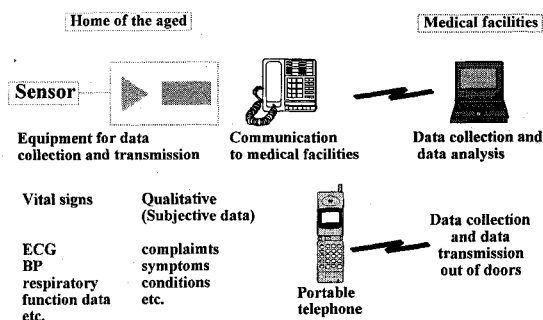 Home of the aged
Medical facilities
Sensor
Equipment for data
collection and transmission
Communication
to medical facilities
Data collection and
data analysis
Vital signs
Qualitative
(Subjective data)
ECG
BP
respiratory
function data
etc.
complaimts
symptoms
conditions
etc.
Portable
telephone
Data collection
and data
transmission
out of doors